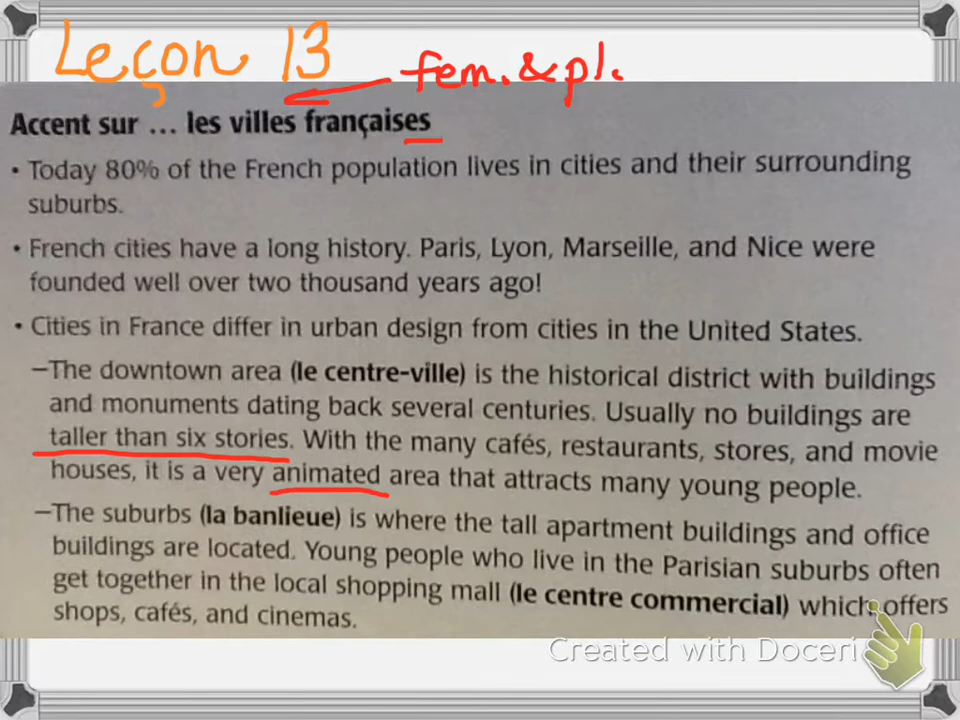 Leçon 13
fem. & pl.
Accent sur ... les villes françaises
• Today 80% of the French population lives in cities and their surrounding
suburbs.
• French cities have a long history. Paris, Lyon, Marseille, and Nice were
founded well over two thousand years ago!
• Cities in France differ in urban design from cities in the United States.
–The downtown area (le centre-ville) is the historical district with buildings
and monuments dating back several centuries. Usually no buildings are
taller than six stories. With the many cafés, restaurants, stores, and movie
houses, it is a very animated area that attracts many young people.
–The suburbs (la banlieue) is where the tall apartment buildings and office
buildings are located. Young people who live in the Parisian suburbs often
get together in the local shopping mall (le centre commercial) which offers
shops, cafés, and cinemas.
Created with Doceri